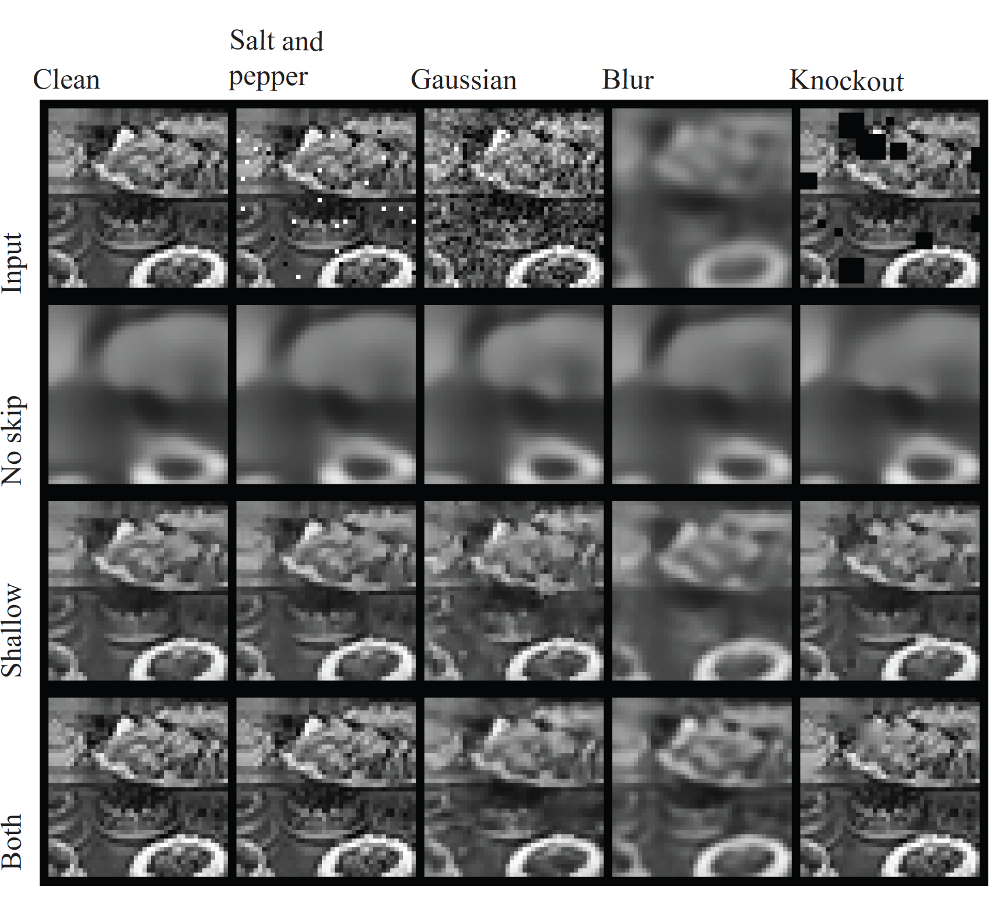 Salt and
Clean
pepper
Gaussian
Blur
Knockout
Input
No skip
Shallow
Both